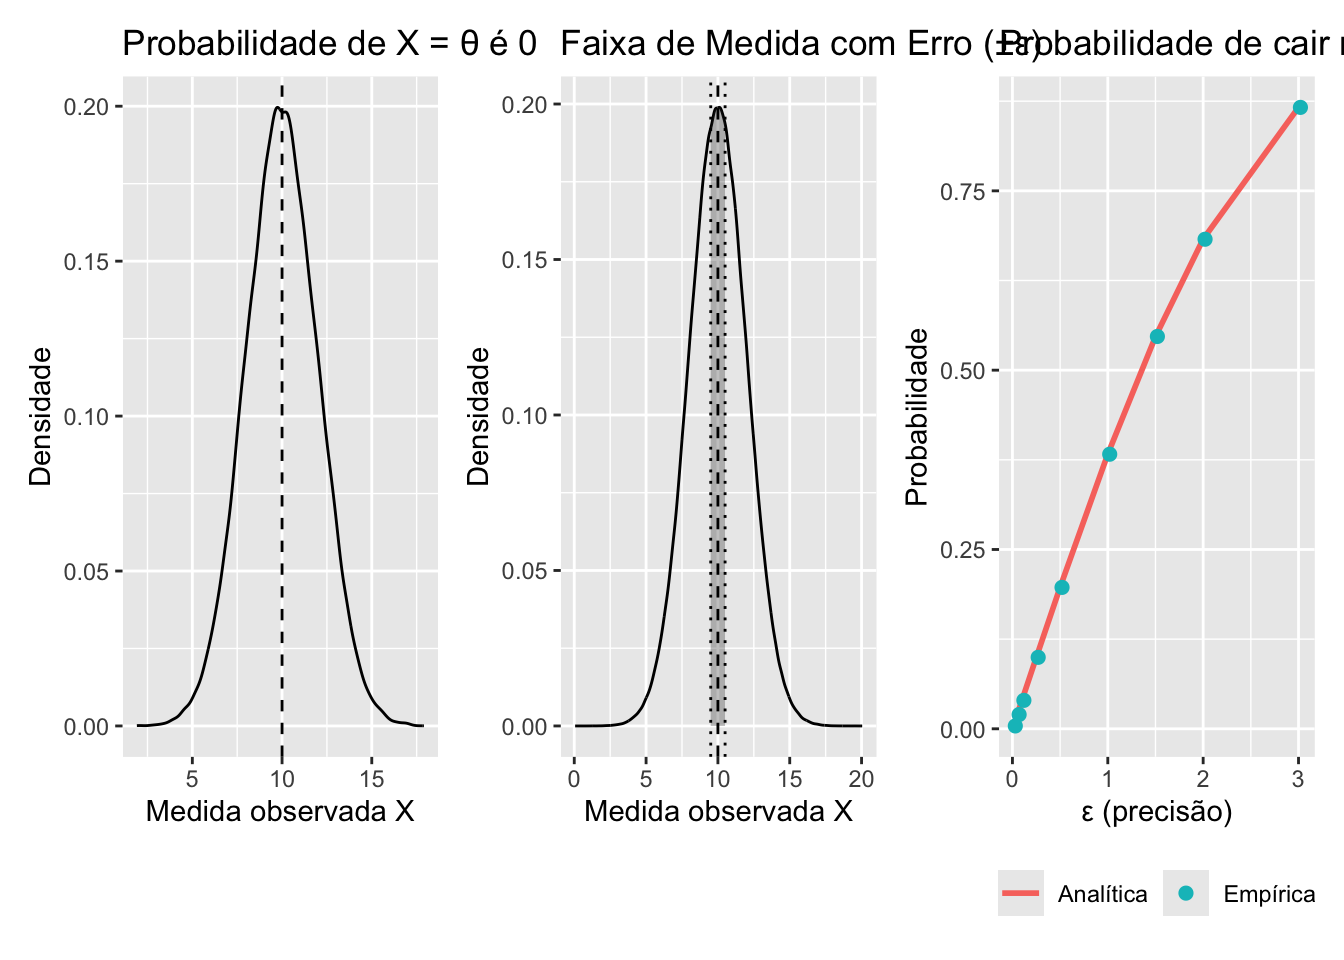 Probabilidade de X = θ é 0
Faixa de Medida com Erro (±ε)
Probabilidade de cair
Densidade
0.20
0.15
0.10
0.05
0.00
5 10 15
Medida observada X
Densidade
0.20
0.15
0.10
0.05
0.00
0 5 10 15 20
Medida observada X
Probabilidade
0.75
0.50
0.25
0.00
0 1 2 3
ε (precisão)
Analítica Empírica